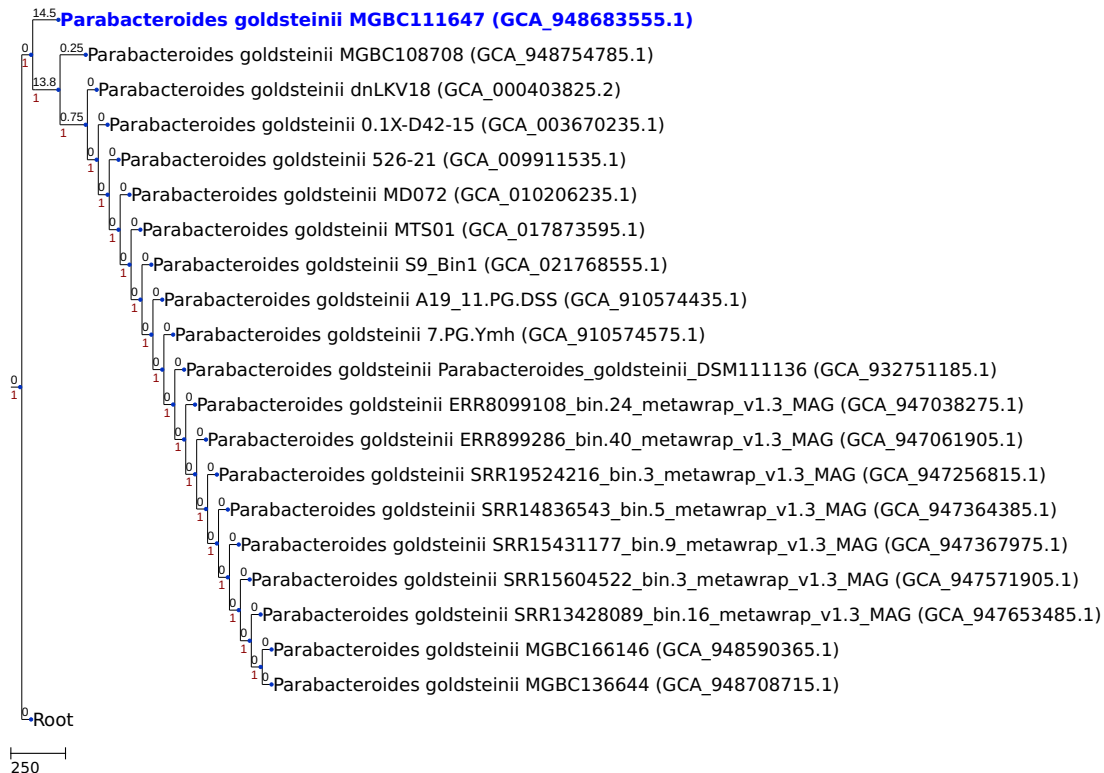 14.5 Parabacteroides goldsteinii MGBC111647 (GCA_948683555.1)
0 0.25 Parabacteroides goldsteinii MGBC108708 (GCA_948754785.1)
1
13.8 0 Parabacteroides goldsteinii dnLKV18 (GCA_000403825.2)
1
0.75 0 Parabacteroides goldsteinii 0.1X-D42-15 (GCA_003670235.1)
1
0 0 Parabacteroides goldsteinii 526-21 (GCA_009911535.1)
1
0 0 Parabacteroides goldsteinii MD072 (GCA_010206235.1)
1
0 0 Parabacteroides goldsteinii MTS01 (GCA_017873595.1)
1
0 0 Parabacteroides goldsteinii S9_Bin1 (GCA_021768555.1)
1
0 0 Parabacteroides goldsteinii A19_11.PG.DSS (GCA_910574435.1)
1
0 0 Parabacteroides goldsteinii 7.PG.Ymh (GCA_910574575.1)
1
0 0 Parabacteroides goldsteinii Parabacteroides_goldsteinii_DSM111136 (GCA_932751185.1)
1
0
1
0 0 Parabacteroides goldsteinii ERR8099108_bin.24_metawrap_v1.3_MAG (GCA_947038275.1)
1
0 0 Parabacteroides goldsteinii ERR899286_bin.40_metawrap_v1.3_MAG (GCA_947061905.1)
1
0 0 Parabacteroides goldsteinii SRR19524216_bin.3_metawrap_v1.3_MAG (GCA_947256815.1)
1
0 0 Parabacteroides goldsteinii SRR14836543_bin.5_metawrap_v1.3_MAG (GCA_947364385.1)
1
0 0 Parabacteroides goldsteinii SRR15431177_bin.9_metawrap_v1.3_MAG (GCA_947367975.1)
1
0 0 Parabacteroides goldsteinii SRR15604522_bin.3_metawrap_v1.3_MAG (GCA_947571905.1)
1
0 0 Parabacteroides goldsteinii SRR13428089_bin.16_metawrap_v1.3_MAG (GCA_947653485.1)
1
0 0 Parabacteroides goldsteinii MGBC166146 (GCA_948590365.1)
1
0 0 Parabacteroides goldsteinii MGBC136644 (GCA_948708715.1)
1
0 Root
250